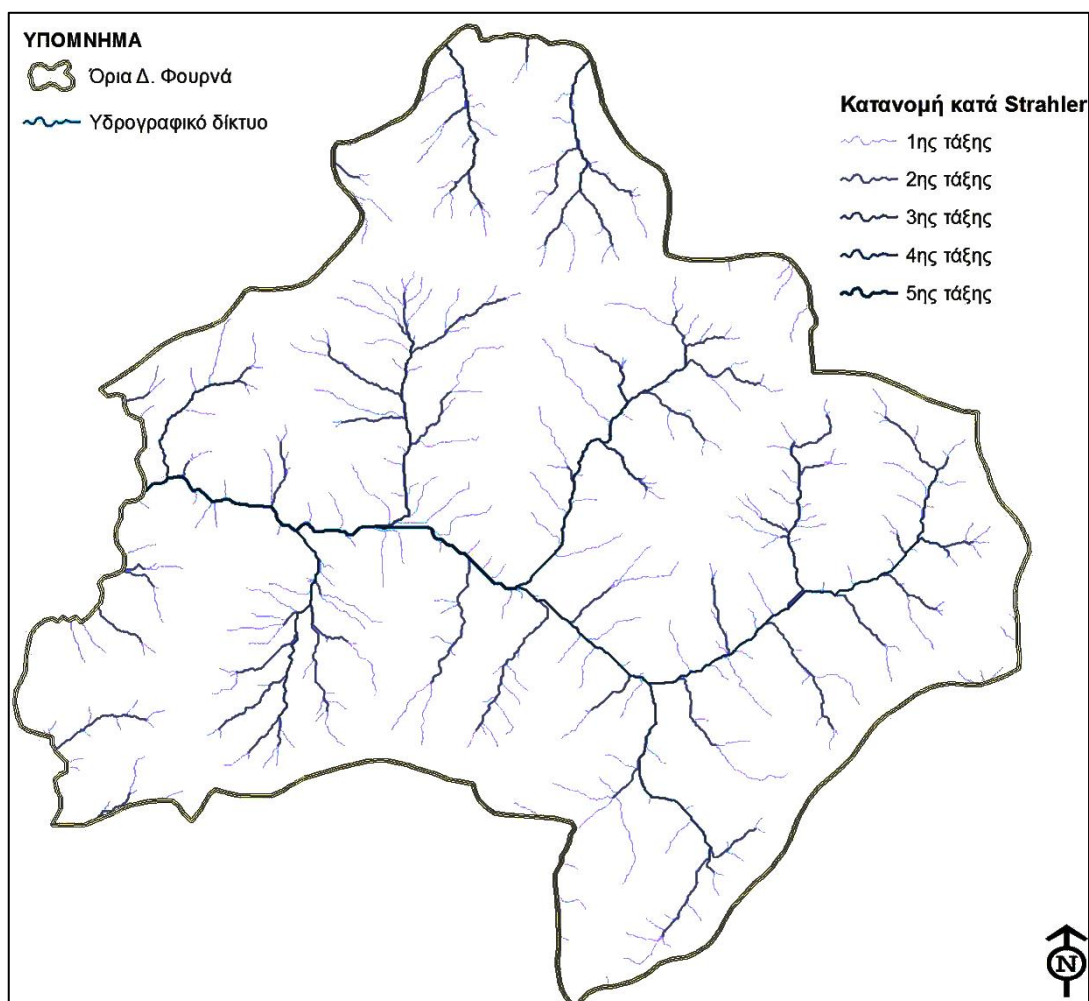 ΥΠΟΜΝΗΜΑ
Όρια Δ. Φουρνά
Υδρογραφικό δίκτυο
Κατανομή κατά Strahler
1ης τάξης
2ης τάξης
3ης τάξης
4ης τάξης
5ης τάξης
N